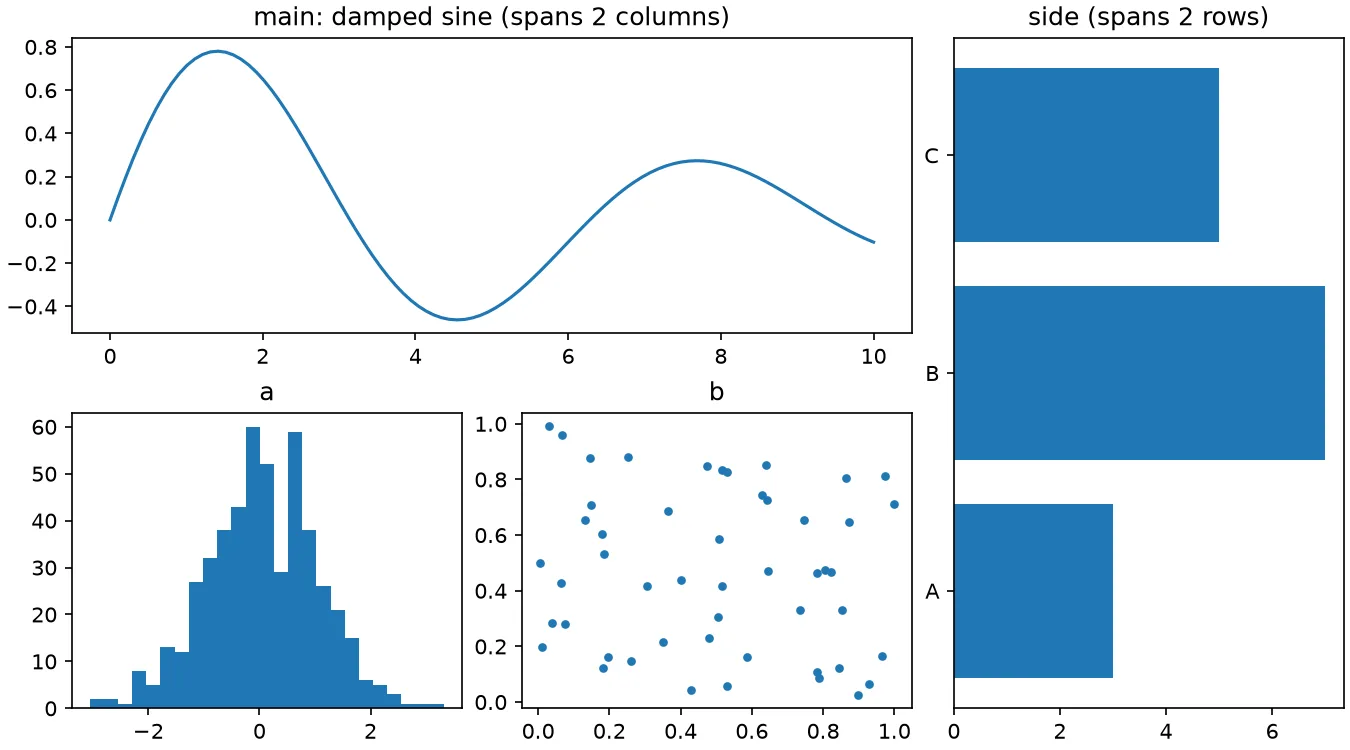 main: damped sine (spans 2 columns)
0.8
0.6
0.4
0.2
0.0
−0.2
−0.4
0 2 4 6 8 10
side (spans 2 rows)
C
B
A
0 2 4 6
a
60
50
40
30
20
10
0
−2 0 2
b
1.0
0.8
0.6
0.4
0.2
0.0
0.0 0.2 0.4 0.6 0.8 1.0